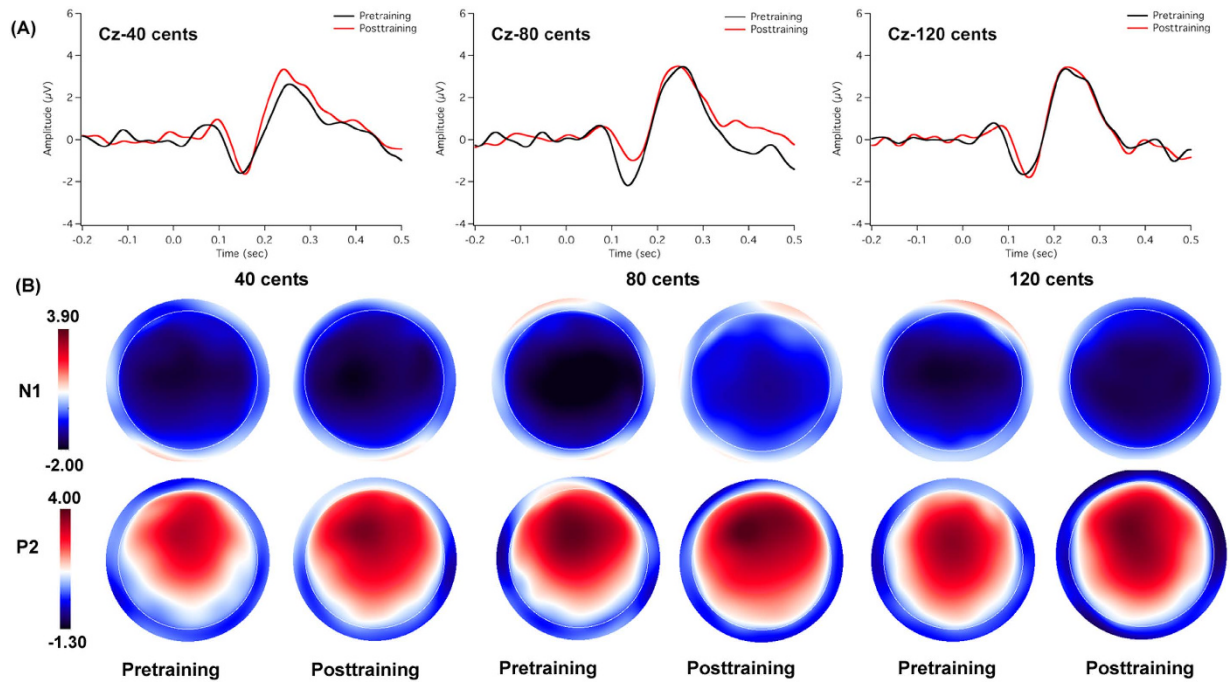 (A)
Cz-40 cents
Pretraining
Posttraining
6
4
2
0
-2
-4
Amplitude (µV)
-0.2 -0.1 0.0 0.1 0.2 0.3 0.4 0.5
Time (sec)
Cz-80 cents
Pretraining
Posttraining
6
4
2
0
-2
-4
Amplitude (µV)
-0.2 -0.1 0.0 0.1 0.2 0.3 0.4 0.5
Time (sec)
Cz-120 cents
Pretraining
Posttraining
6
4
2
0
-2
-4
Amplitude (µV)
-0.2 -0.1 0.0 0.1 0.2 0.3 0.4 0.5
Time (sec)
(B)
40 cents 80 cents 120 cents
3.90
N1
-2.00
4.00
P2
-1.30
Pretraining Posttraining Pretraining Posttraining Pretraining Posttraining